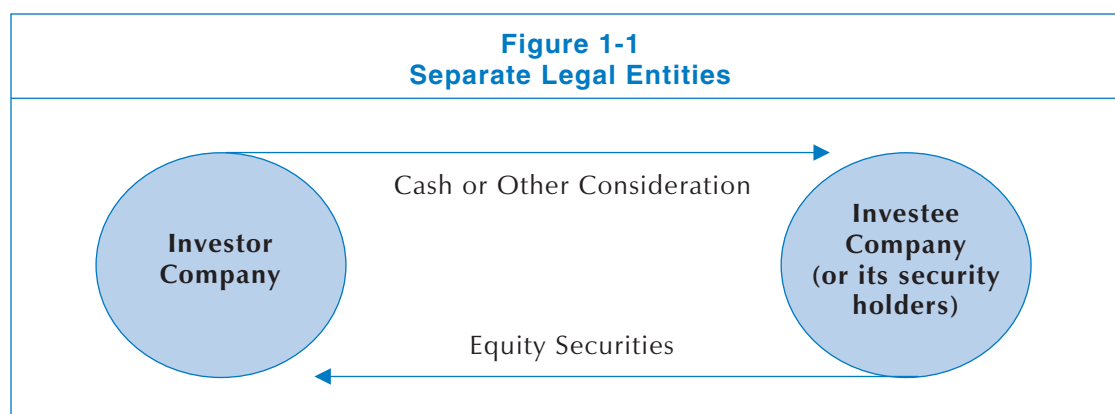 Figure 1-1
Separate Legal Entities
Cash or Other Consideration
Investor
Company
Investee
Company
(or its security
holders)
Equity Securities